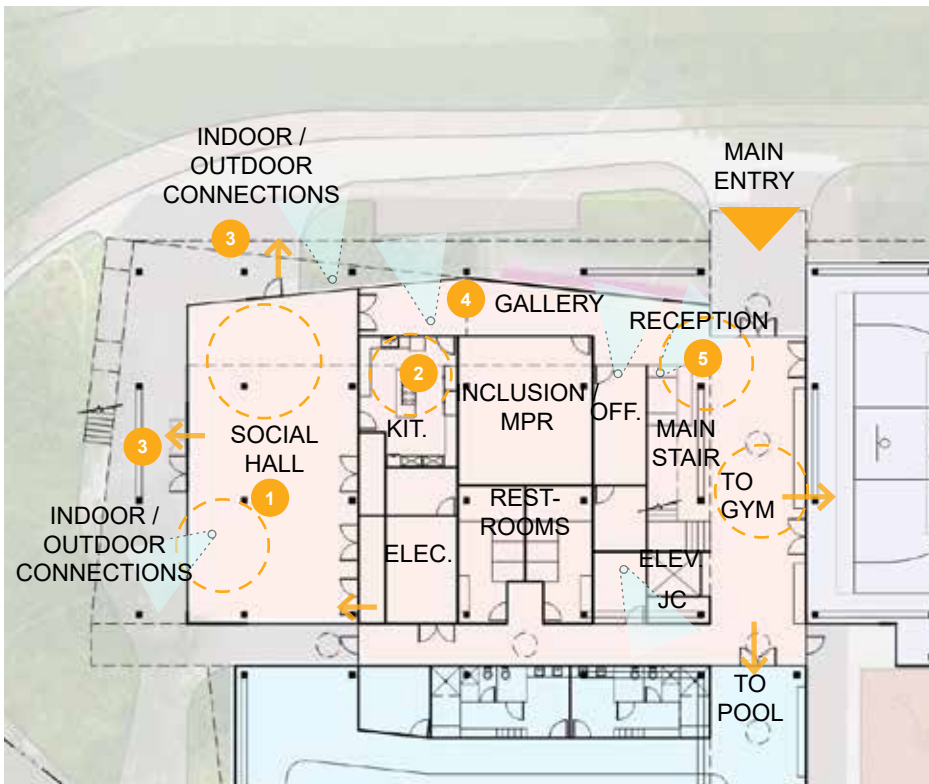 INDOOR /
OUTDOOR
CONNECTIONS
MAIN
ENTRY
3
4
GALLERY
RECEPTION
5
2
INCLUSION /
MPR
OFF.
KIT.
MAIN
STAIR
3
SOCIAL
HALL
1
TO
GYM
INDOOR /
OUTDOOR
CONNECTIONS
REST-
ROOMS
ELEC.
ELEV.
JC
TO
POOL